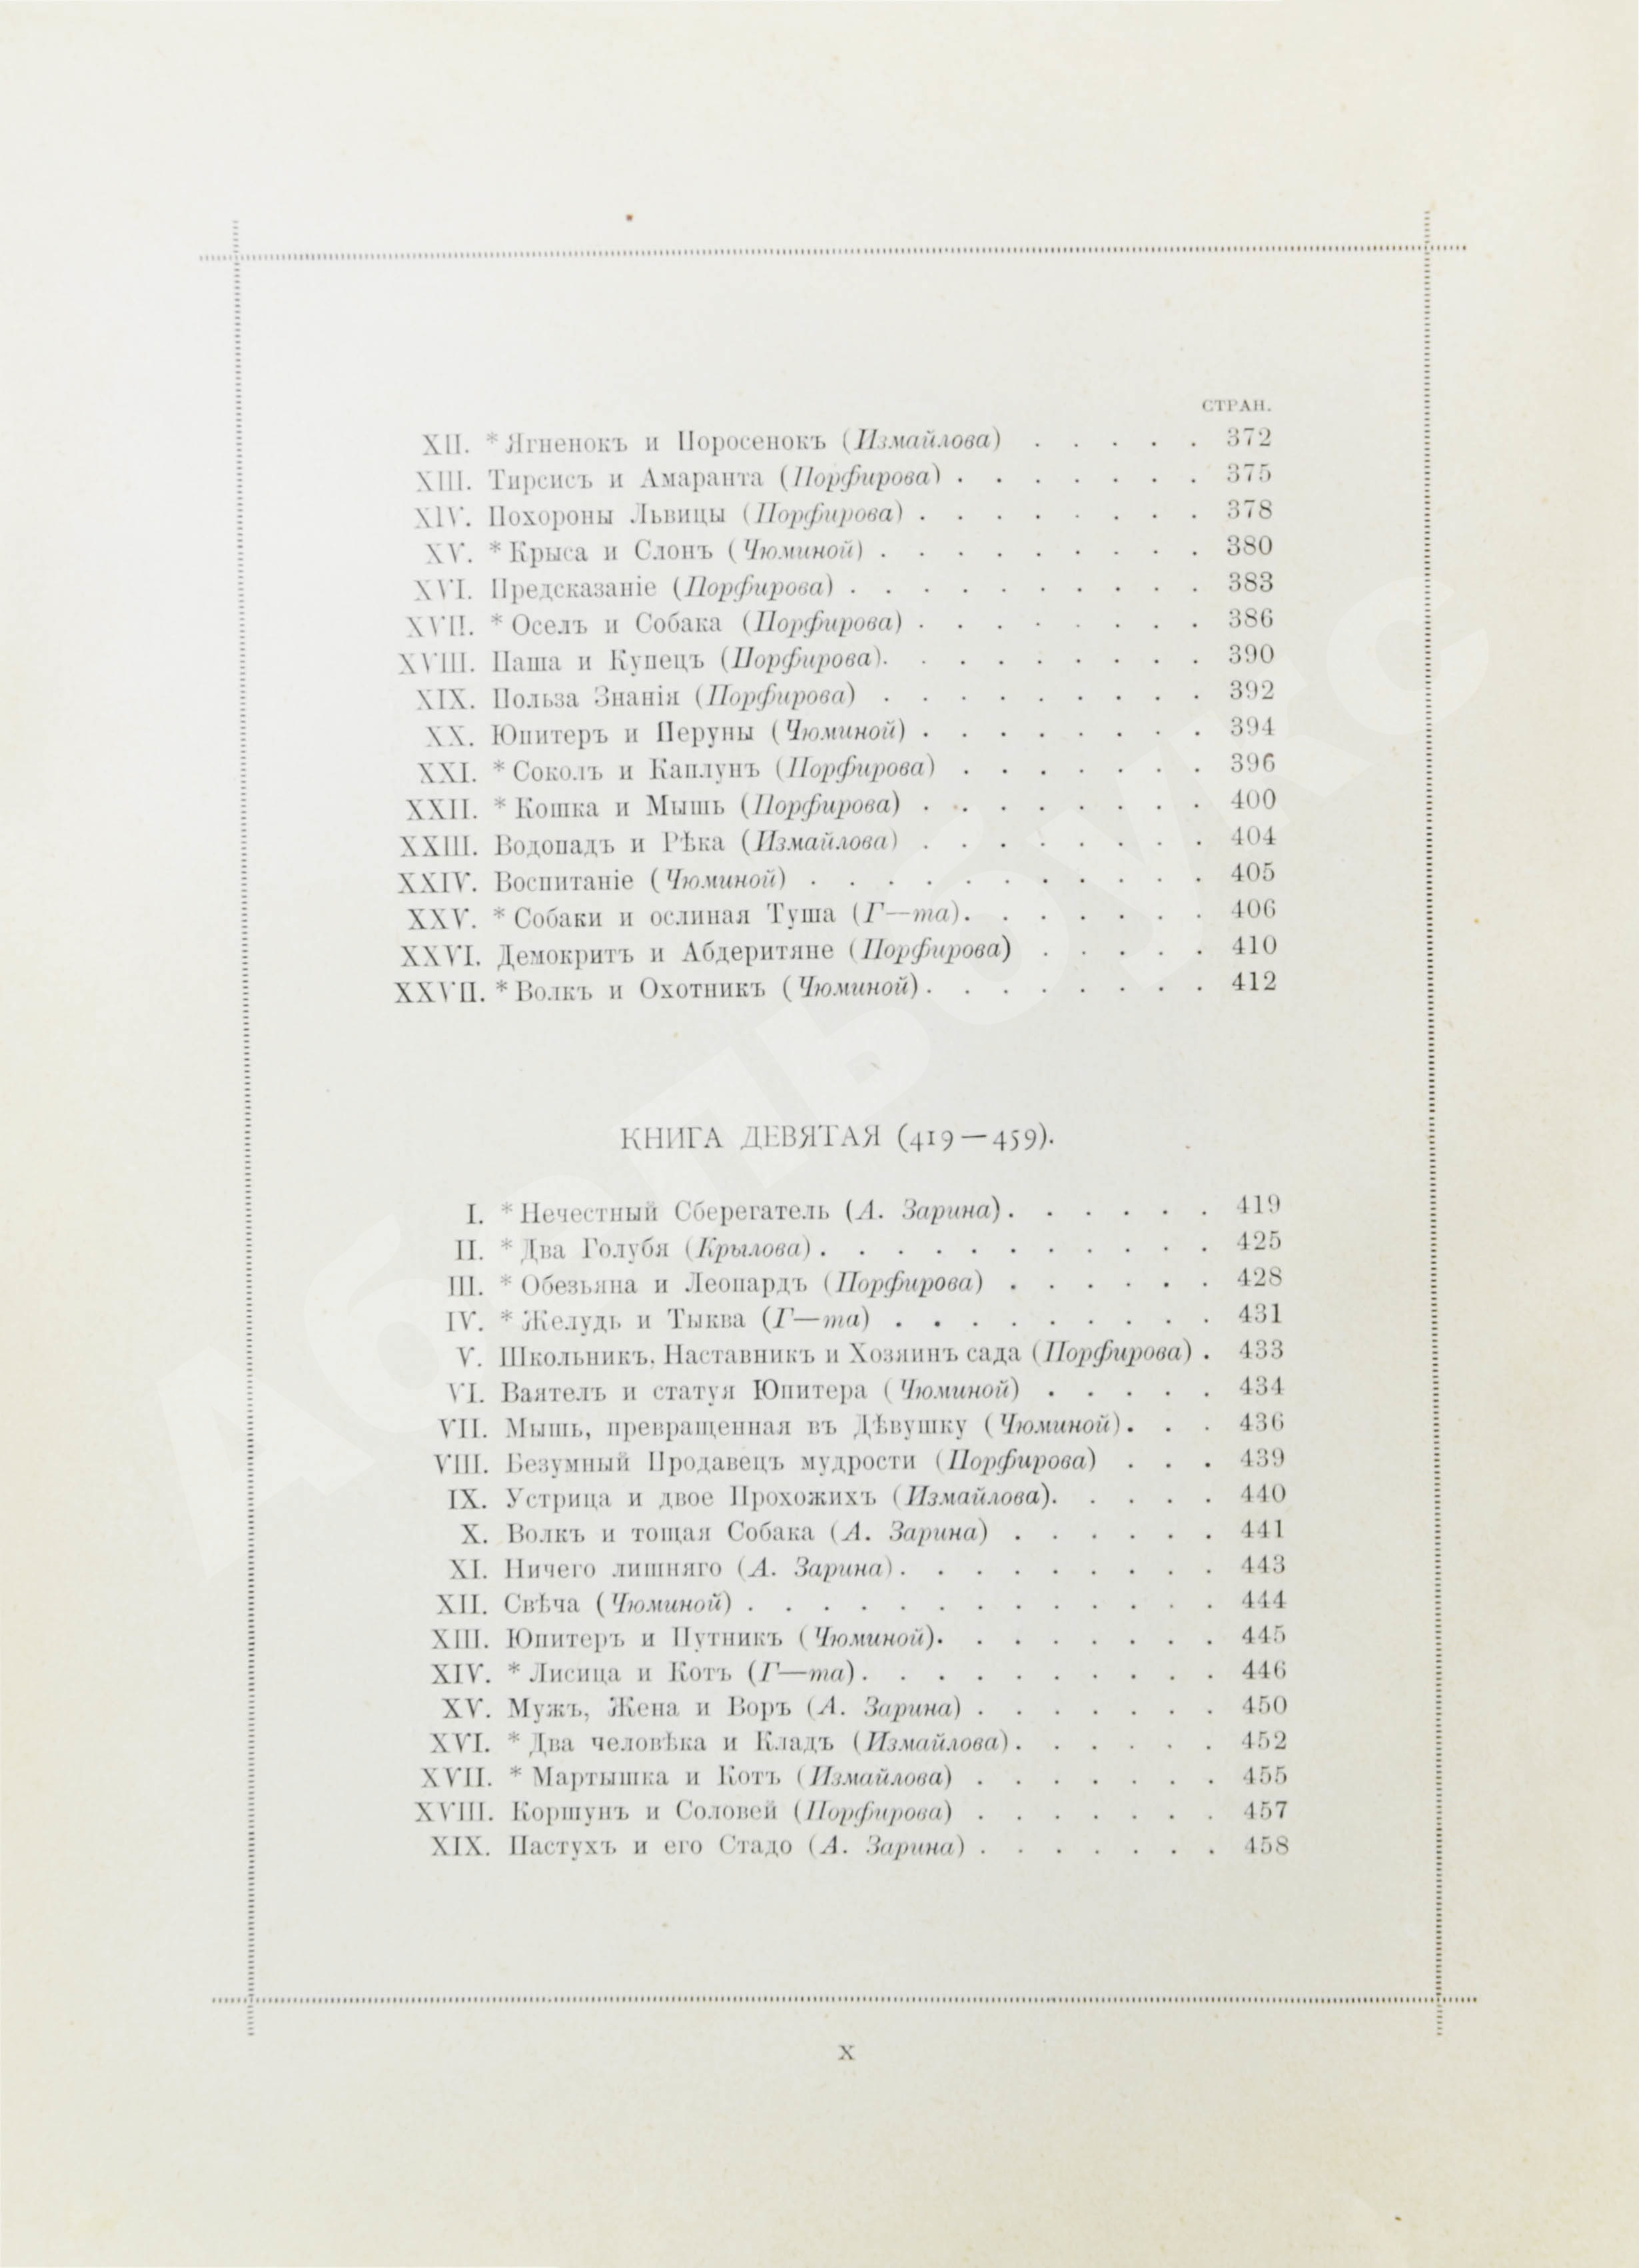 СТРАН.
XII. * Ягненокъ и Поросенокъ (Измайлова) . . . . . 372
XIII. Тирсисъ и Амаранта (Порфирова) . . . . . . . 375
XIV. Похороны Львицы (Порфирова) . . . . . . . . 378
XV. * Крыса и Слонъ (Чюминой) . . . . . . . . . 380
XVI. Предсказаніе (Порфирова) . . . . . . . . . . 383
XVII. * Оселъ и Собака (Порфирова) . . . . . . . . 386
XVIII. Паша и Купецъ (Порфирова). . . . . . . . . 390
XIX. Польза Знанія (Порфирова) . . . . . . . . . 392
XX. Юпитеръ и Перуны (Чюминой) . . . . . . . . 394
XXI. * Соколъ и Каплунъ (Порфирова) . . . . . . . 396
XXII. * Кошка и Мышь (Порфирова) . . . . . . . . 400
XXIII. Водопадъ и Рѣка (Измайлова) . . . . . . . . 404
XXIV. Воспитаніе (Чюминой) . . . . . . . . . . . 405
XXV. * Собаки и ослиная Туша (Г—та). . . . . . . 406
XXVI. Демокритъ и Абдеритяне (Порфирова) . . . . . 410
XXVII. * Волкъ и Охотникъ (Чюминой). . . . . . . . 412
КНИГА ДЕВЯТАЯ (419—459).
I. * Нечестный Сберегатель (А. Зарина). . . . . . 419
II. * Два Голубя (Крылова). . . . . . . . . . . 425
III. * Обезьяна и Леопардъ (Порфирова) . . . . . . 428
IV. * Желудь и Тыква (Г—та) . . . . . . . . . 431
V. Школьникъ, Наставникъ и Хозяинъ сада (Порфирова) . 433
VI. Ваятель и статуя Юпитера (Чюминой) . . . . . 434
VII. Мышь, превращенная въ Дѣвушку (Чюминой). . . 436
VIII. Безумный Продавецъ мудрости (Порфирова) . . . 439
IX. Устрица и двое Прохожихъ (Измайлова). . . . . 440
X. Волкъ и тощая Собака (А. Зарина) . . . . . . 441
XI. Ничего лишняго (А. Зарина). . . . . . . . . 443
XII. Свѣча (Чюминой) . . . . . . . . . . . . . 444
XIII. Юпитеръ и Путникъ (Чюминой). . . . . . . . 445
XIV. * Лисица и Котъ (Г—та). . . . . . . . . . 446
XV. Мужъ, Жена и Воръ (А. Зарина) . . . . . . . 450
XVI. * Два человѣка и Кладъ (Измайлова). . . . . . 452
XVII. * Мартышка и Котъ (Измайлова) . . . . . . . 455
XVIII. Коршунъ и Соловей (Порфирова) . . . . . . . 457
XIX. Пастухъ и его Стадо (А. Зарина) . . . . . . . 458
X